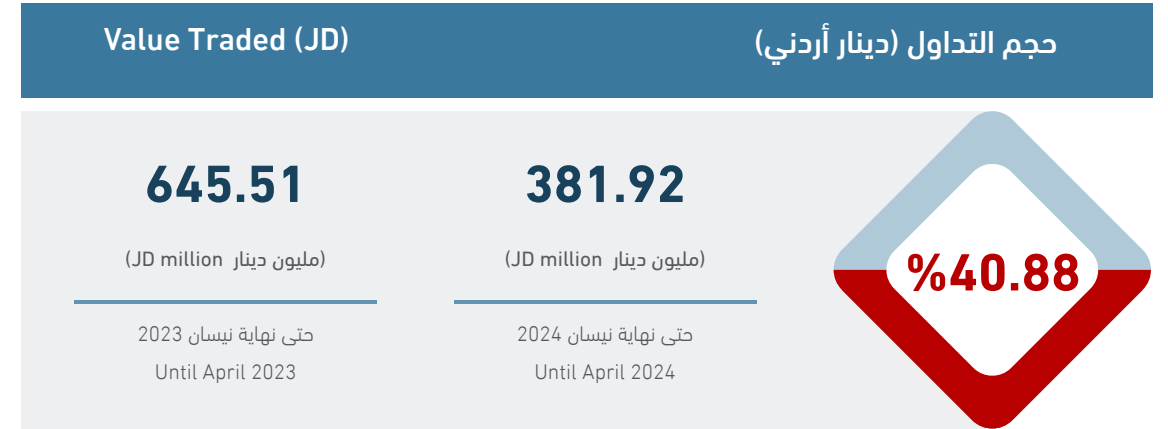 Value Traded (JD)
حجم التداول (دينار أردني)
645.51
(مليون دينار JD million)
حتى نهاية نيسان 2023
Until April 2023
381.92
(مليون دينار JD million)
حتى نهاية نيسان 2024
Until April 2024
%40.88